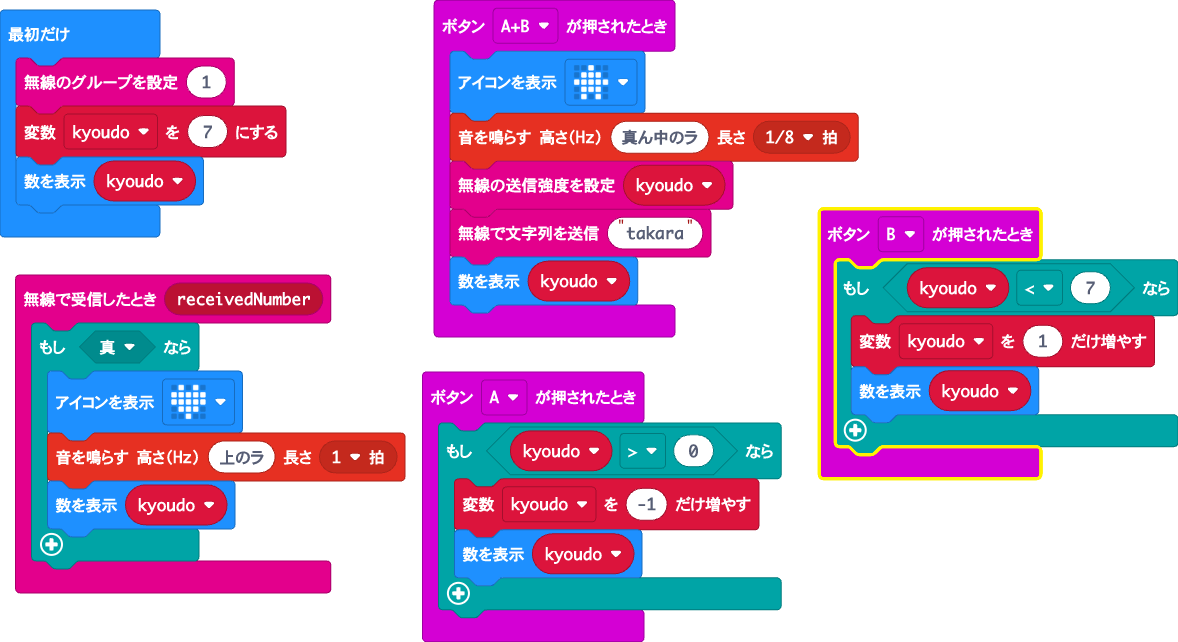 最初だけ
無線のグループを設定 1
変数 kyoudo を 7 にする
数を表示 kyoudo
無線で受信したとき receivedNumber
もし 真 なら
アイコンを表示
音を鳴らす 高さ(Hz) 上のラ 長さ 1 拍
数を表示 kyoudo
ボタン A+B が押されたとき
アイコンを表示
音を鳴らす 高さ(Hz) 真ん中のラ 長さ 1/8 拍
無線の送信強度を設定 kyoudo
無線で文字列を送信 "takara"
数を表示 kyoudo
ボタン A が押されたとき
もし kyoudo > 0 なら
変数 kyoudo を -1 だけ増やす
数を表示 kyoudo
ボタン B が押されたとき
もし kyoudo < 7 なら
変数 kyoudo を 1 だけ増やす
数を表示 kyoudo